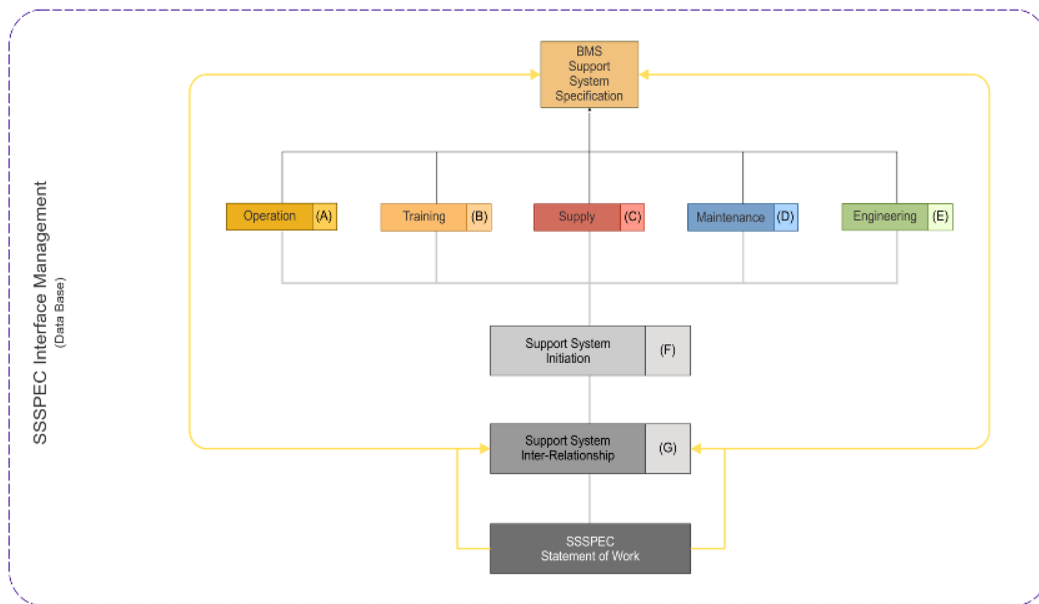 BMS
Support
System
Specification
SSSPEC Interface Management
(Data Base)
Operation (A)
Training (B)
Supply (C)
Maintenance (D)
Engineering (E)
Support System
Initiation
(F)
Support System
Inter-Relationship
(G)
SSSPEC
Statement of Work